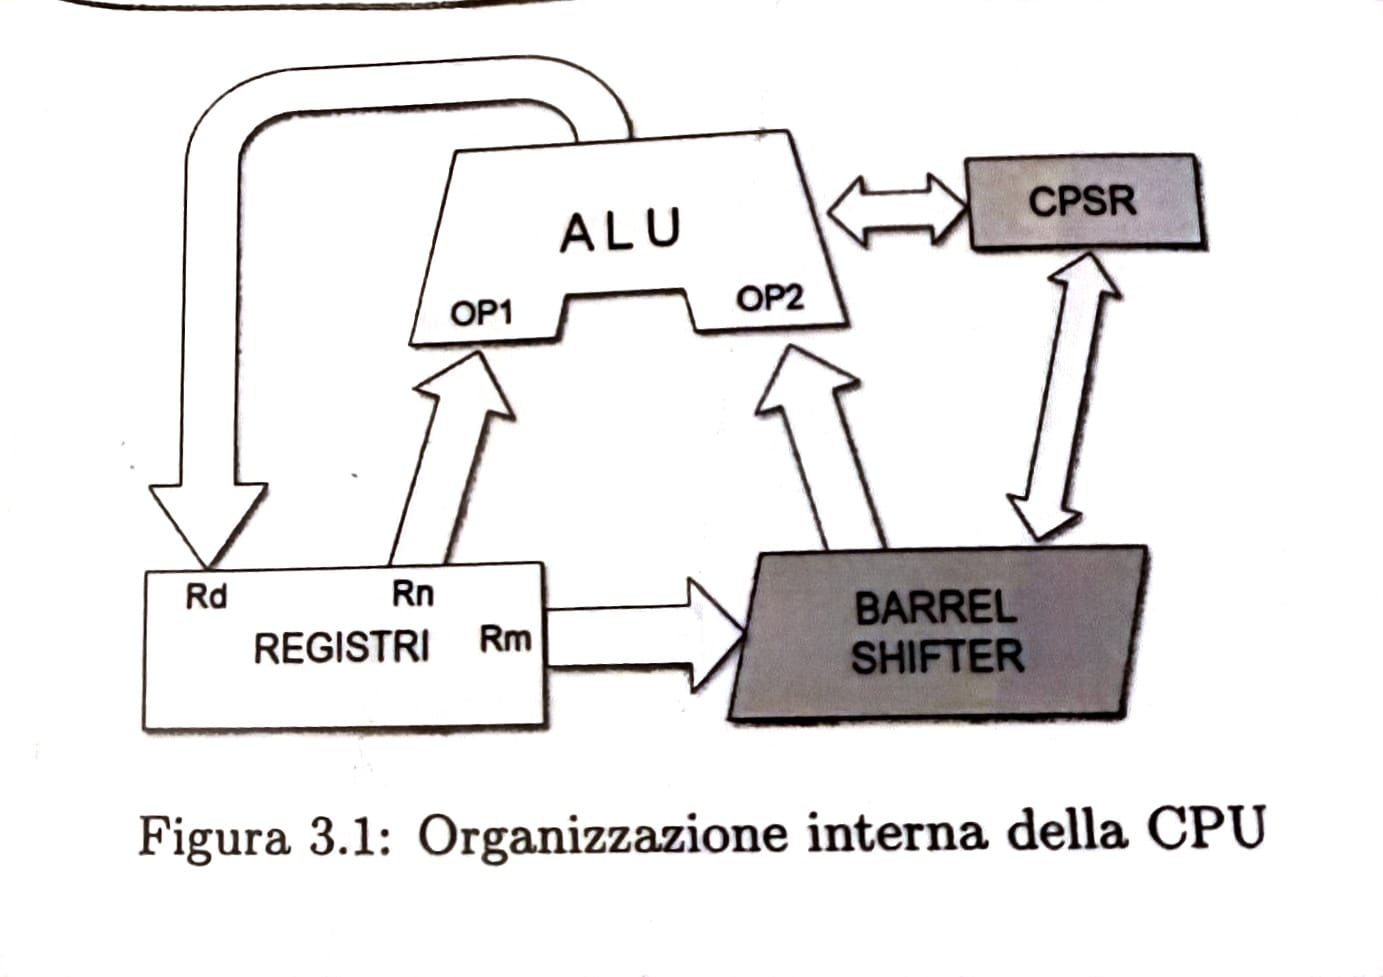 ALU
CPSR
OP1
OP2
Rd
Rn
REGISTRI
Rm
BARREL
SHIFTER
Figura 3.1: Organizzazione interna della CPU